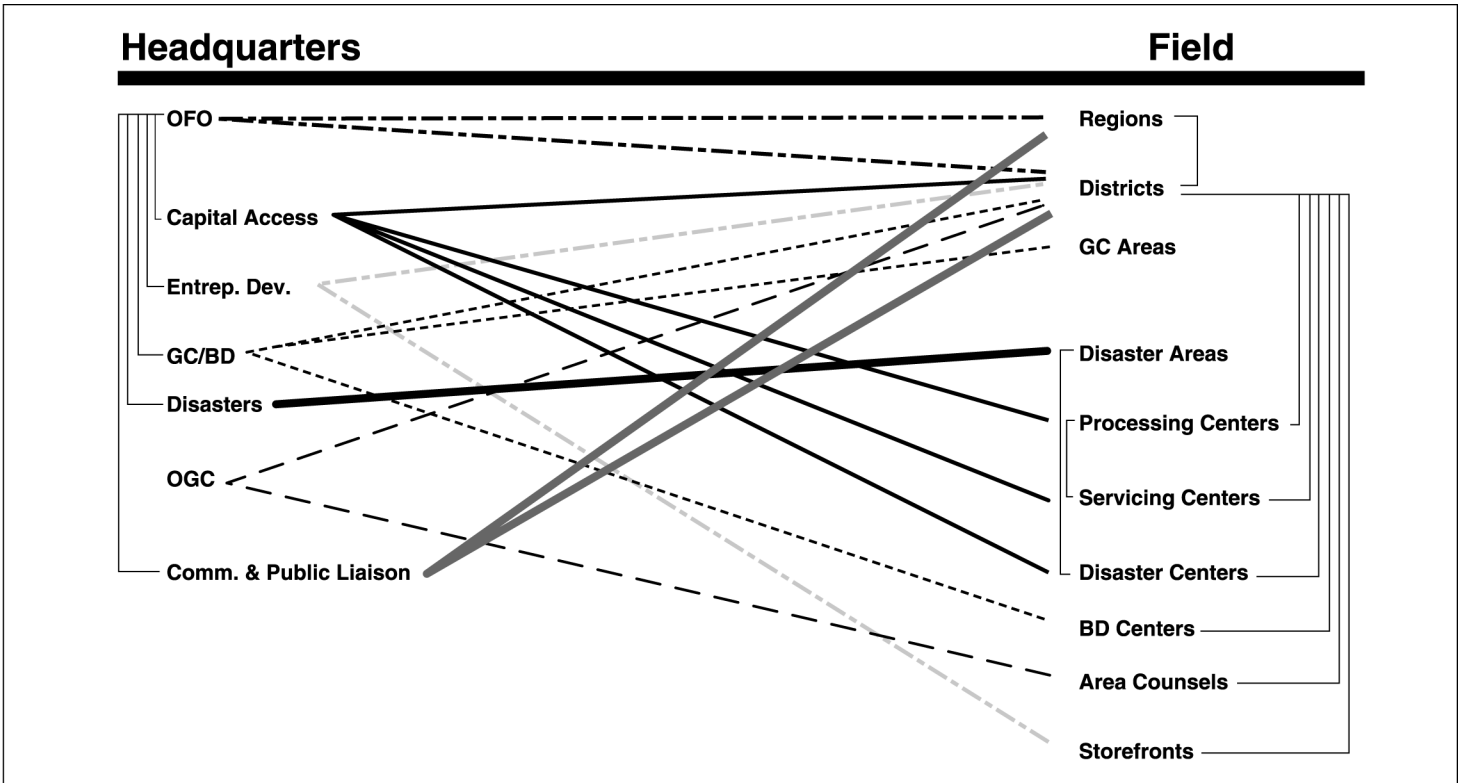 Headquarters
Field
OFO
Capital Access
Entrep. Dev.
GC/BD
Disasters
OGC
Comm. & Public Liaison
Regions
Districts
GC Areas
Disaster Areas
Processing Centers
Servicing Centers
Disaster Centers
BD Centers
Area Counsels
Storefronts